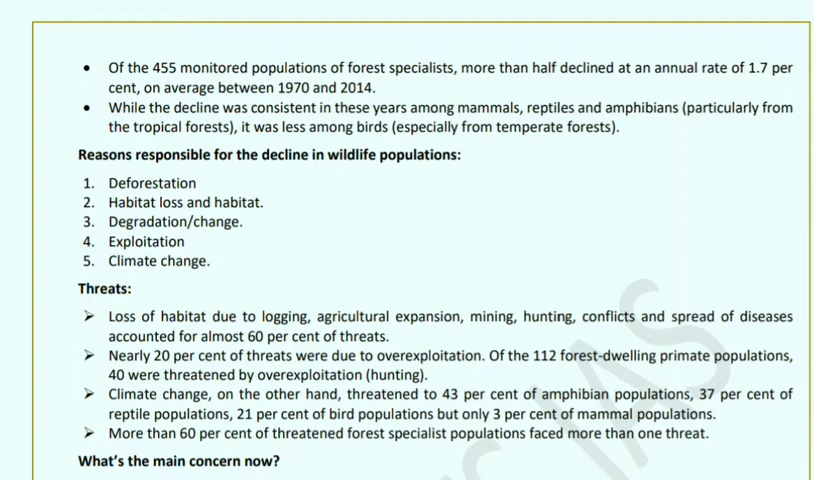 • Of the 455 monitored populations of forest specialists, more than half declined at an annual rate of 1.7 per
cent, on average between 1970 and 2014.
• While the decline was consistent in these years among mammals, reptiles and amphibians (particularly from
the tropical forests), it was less among birds (especially from temperate forests).
Reasons responsible for the decline in wildlife populations:
1. Deforestation
2. Habitat loss and habitat.
3. Degradation/change.
4. Exploitation
5. Climate change.
Threats:
➢ Loss of habitat due to logging, agricultural expansion, mining, hunting, conflicts and spread of diseases
accounted for almost 60 per cent of threats.
➢ Nearly 20 per cent of threats were due to overexploitation. Of the 112 forest-dwelling primate populations,
40 were threatened by overexploitation (hunting).
➢ Climate change, on the other hand, threatened to 43 per cent of amphibian populations, 37 per cent of
reptile populations, 21 per cent of bird populations but only 3 per cent of mammal populations.
➢ More than 60 per cent of threatened forest specialist populations faced more than one threat.
What's the main concern now?
IAS